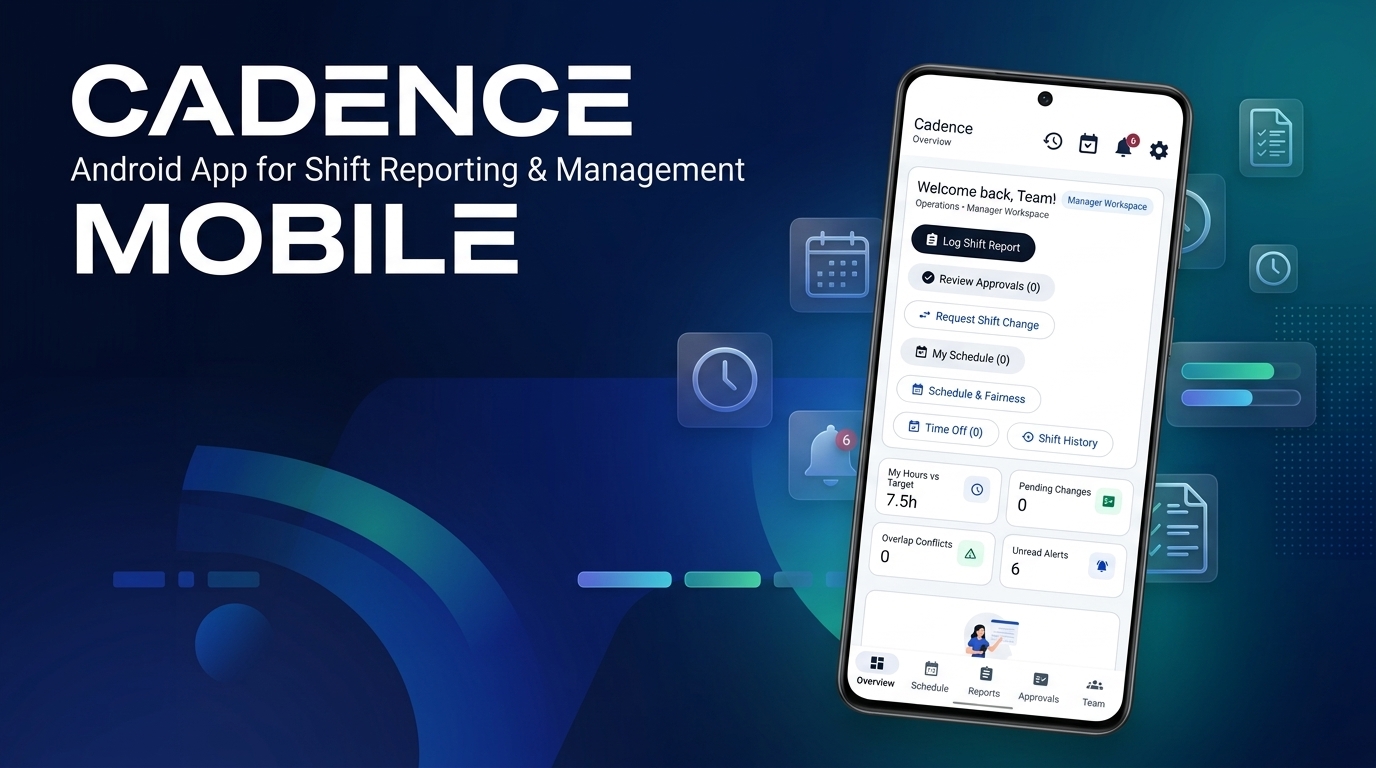 CADENCE
Android App for Shift Reporting & Management
MOBILE
Cadence
Overview
6
Welcome back, Team!
Manager Workspace
Operations • Manager Workspace
Log Shift Report
Review Approvals (0)
Request Shift Change
My Schedule (0)
Schedule & Fairness
Time Off (0)
Shift History
My Hours vs
Target
7.5h
Pending Changes
0
Overlap Conflicts
0
Unread Alerts
6
Overview
Schedule
Reports
Approvals
Team
6